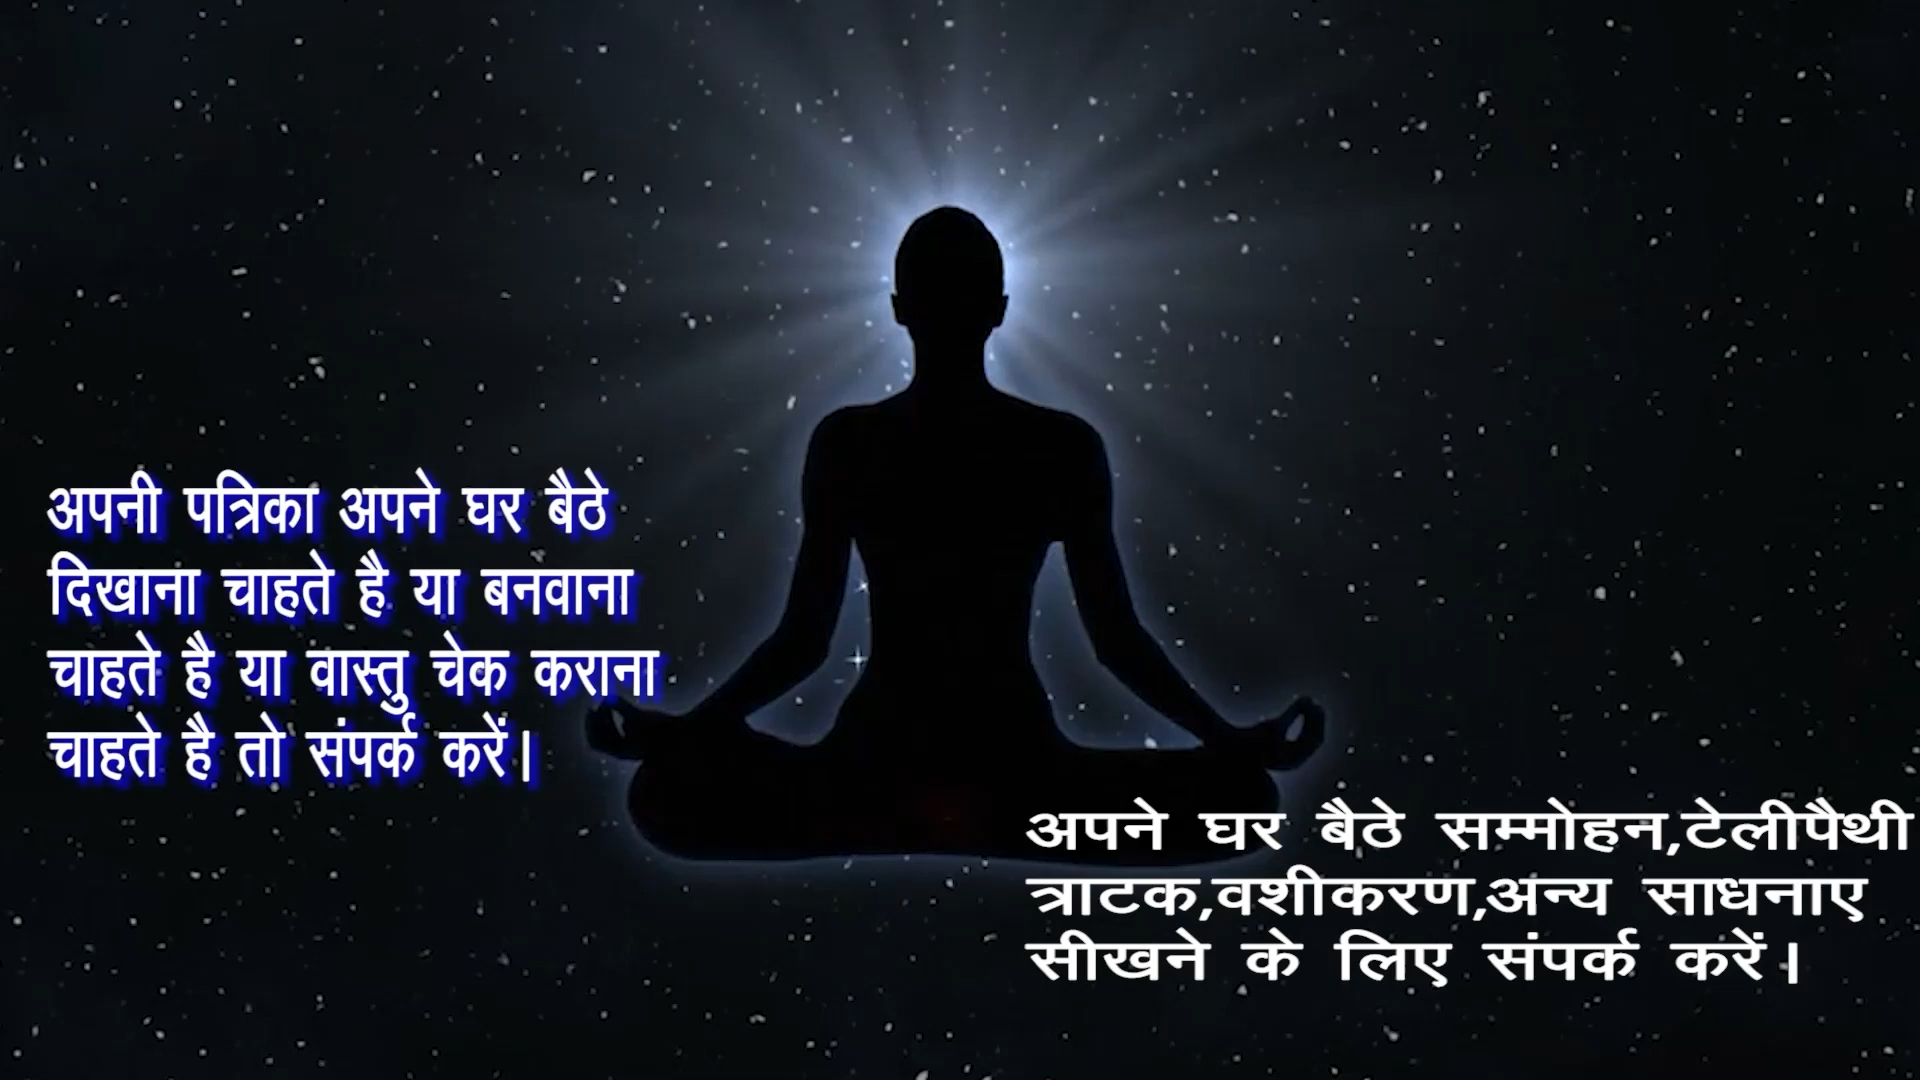 अपनी पत्रिका अपने घर बैठे
दिखाना चाहते है या बनवाना
चाहते है या वास्तु चेक कराना
चाहते है तो संपर्क करें।
अपने घर बैठे सम्मोहन,टेलीपैथी
त्राटक,वशीकरण,अन्य साधनाए
सीखने के लिए संपर्क करें।